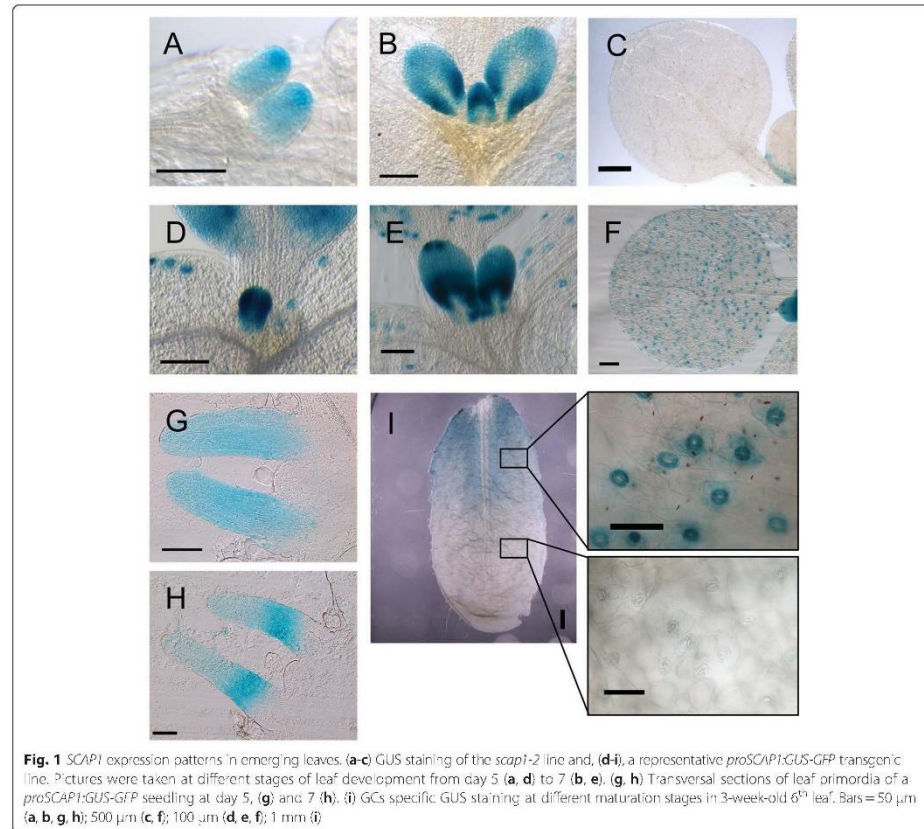 A
B
C
D
E
F
G
I
H
Fig. 1 SCAP1 expression patterns in emerging leaves. (a-c) GUS staining of the scap1-2 line and, (d-i), a representative proSCAP1:GUS-GFP transgenic
line. Pictures were taken at different stages of leaf development from day 5 (a, d) to 7 (b, e). (g, h) Transversal sections of leaf primordia of a
proSCAP1:GUS-GFP seedling at day 5, (g) and 7 (h). (i) GCs specific GUS staining at different maturation stages in 3-week-old 6th leaf. Bars = 50 μm
(a, b, g, h); 500 μm (c, f); 100 μm (d, e, f); 1 mm (i)